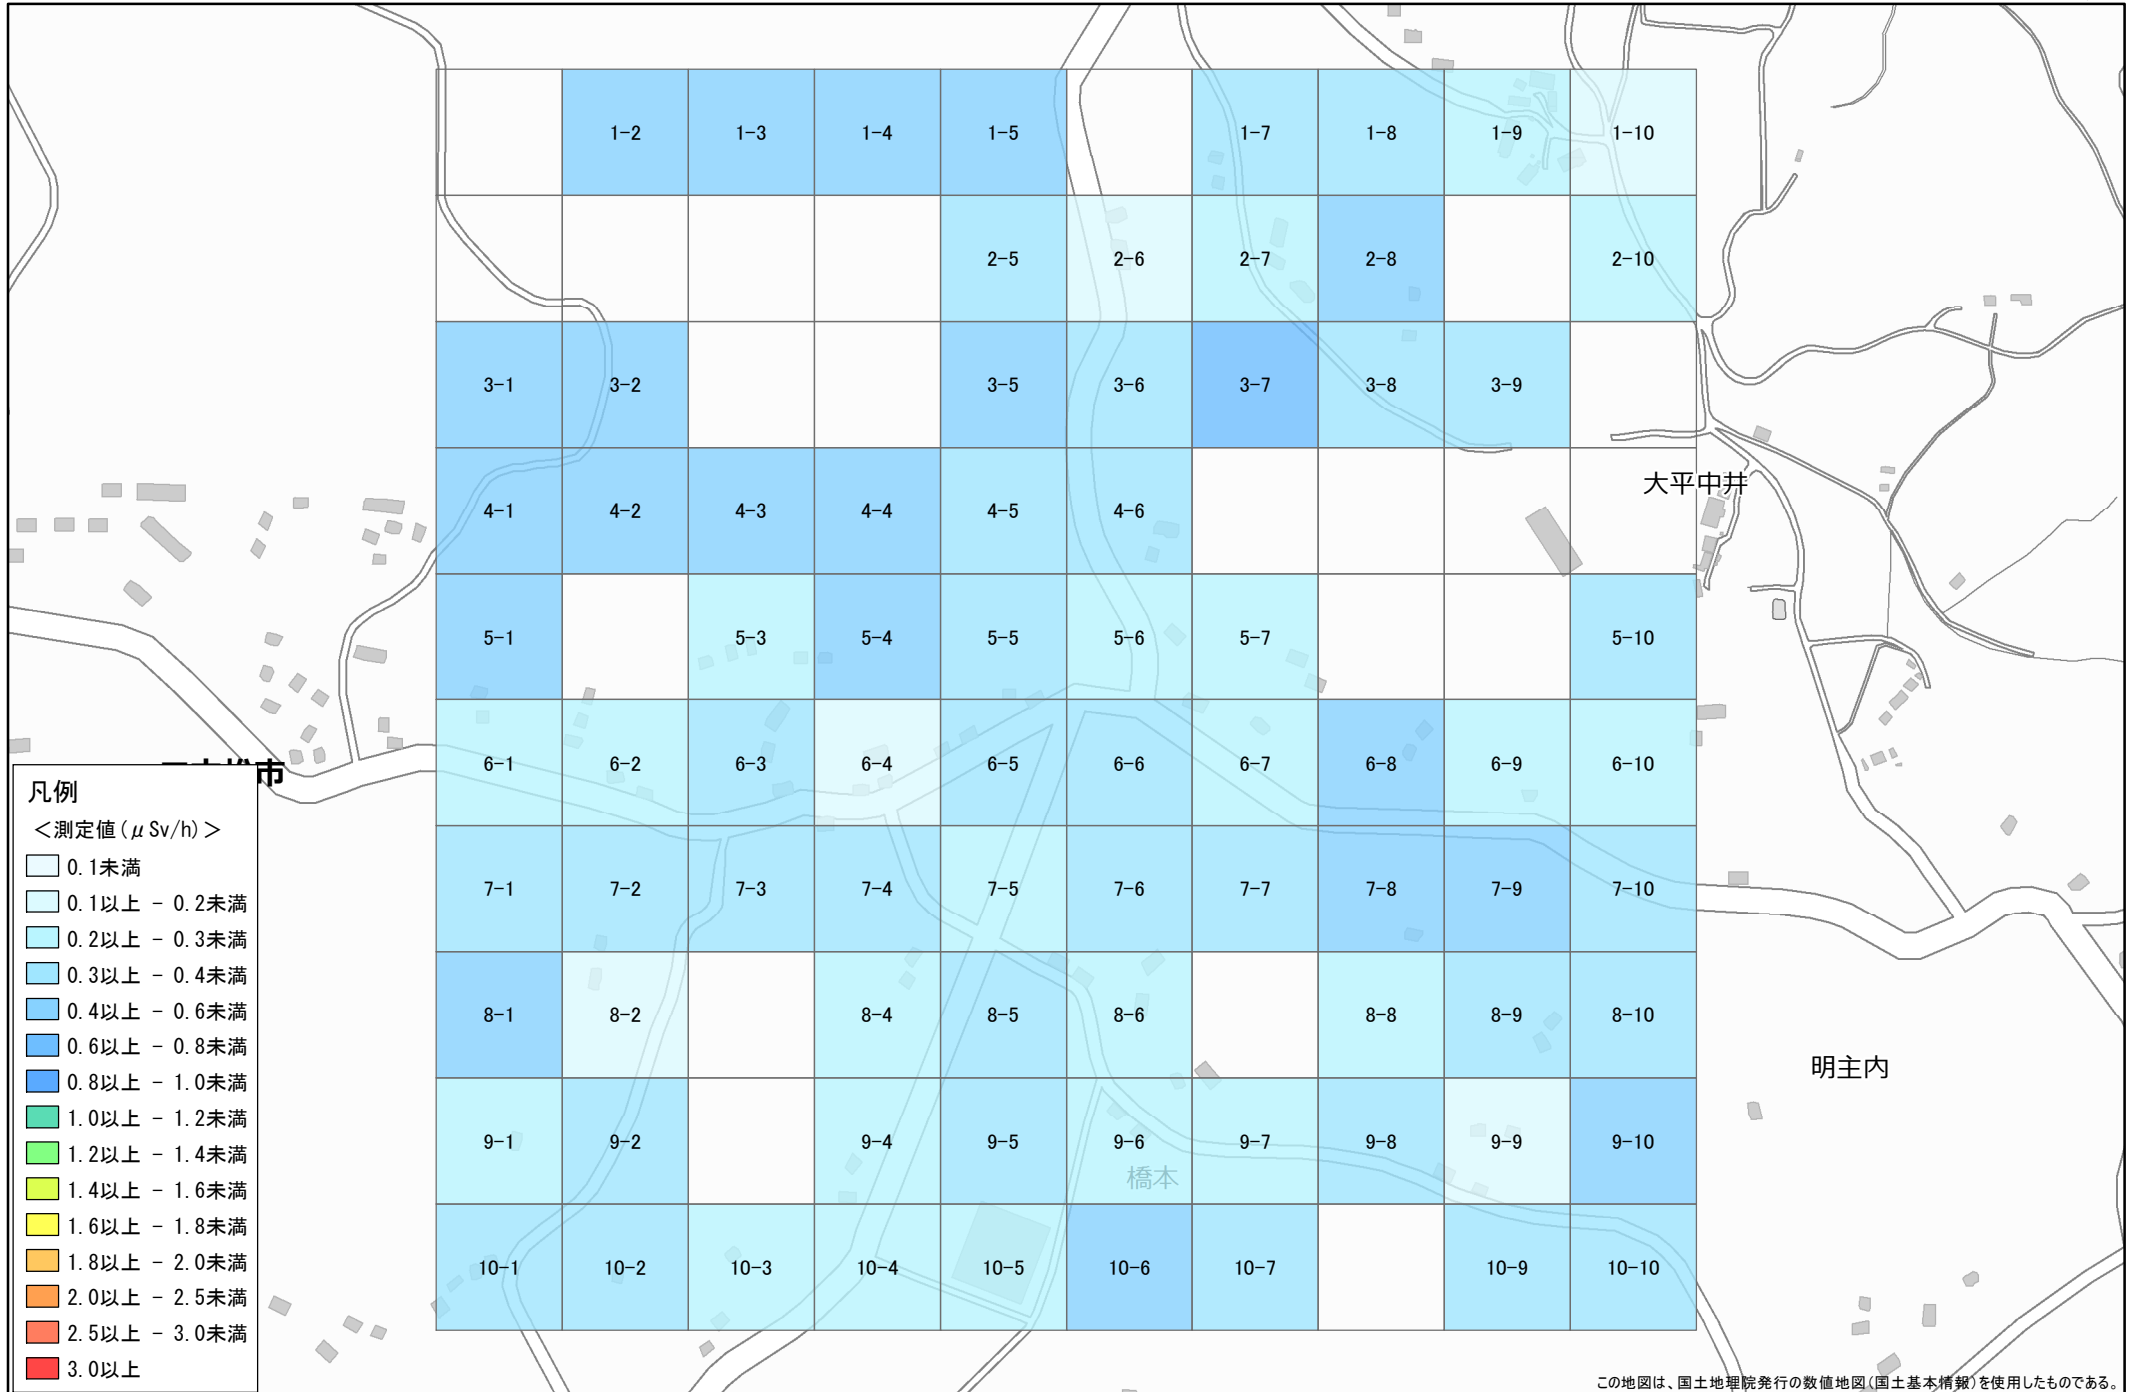 1-2 1-3 1-4 1-5 1-7 1-8 1-9 1-10
2-5 2-6 2-7 2-8 2-10
3-1 3-2 3-5 3-6 3-7 3-8 3-9
大平中井
4-1 4-2 4-3 4-4 4-5 4-6
5-1 5-3 5-4 5-5 5-6 5-7 5-10
6-1 6-2 6-3 6-4 6-5 6-6 6-7 6-8 6-9 6-10
市
7-1 7-2 7-3 7-4 7-5 7-6 7-7 7-8 7-9 7-10
8-1 8-2 8-4 8-5 8-6 8-8 8-9 8-10
明主内
9-1 9-2 9-4 9-5 9-6 9-7 9-8 9-9 9-10
橋本
10-1 10-2 10-3 10-4 10-5 10-6 10-7 10-9 10-10
凡例
＜測定値(μSv/h)＞
0.1未満
0.1以上 - 0.2未満
0.2以上 - 0.3未満
0.3以上 - 0.4未満
0.4以上 - 0.6未満
0.6以上 - 0.8未満
0.8以上 - 1.0未満
1.0以上 - 1.2未満
1.2以上 - 1.4未満
1.4以上 - 1.6未満
1.6以上 - 1.8未満
1.8以上 - 2.0未満
2.0以上 - 2.5未満
2.5以上 - 3.0未満
3.0以上
この地図は、国土地理院発行の数値地図(国土基本情報)を使用したものである。